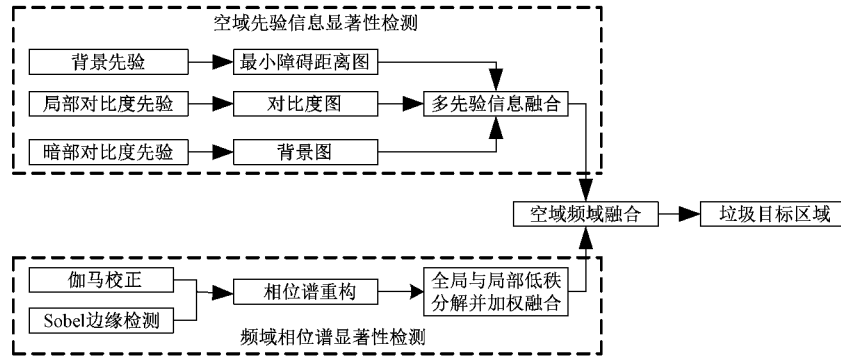 空域先验信息显著性检测
背景先验
最小障碍距离图
局部对比度先验
对比度图
多先验信息融合
暗部对比度先验
背景图
空域频域融合
垃圾目标区域
伽马校正
相位谱重构
全局与局部低秩
分解并加权融合
Sobel边缘检测
频域相位谱显著性检测